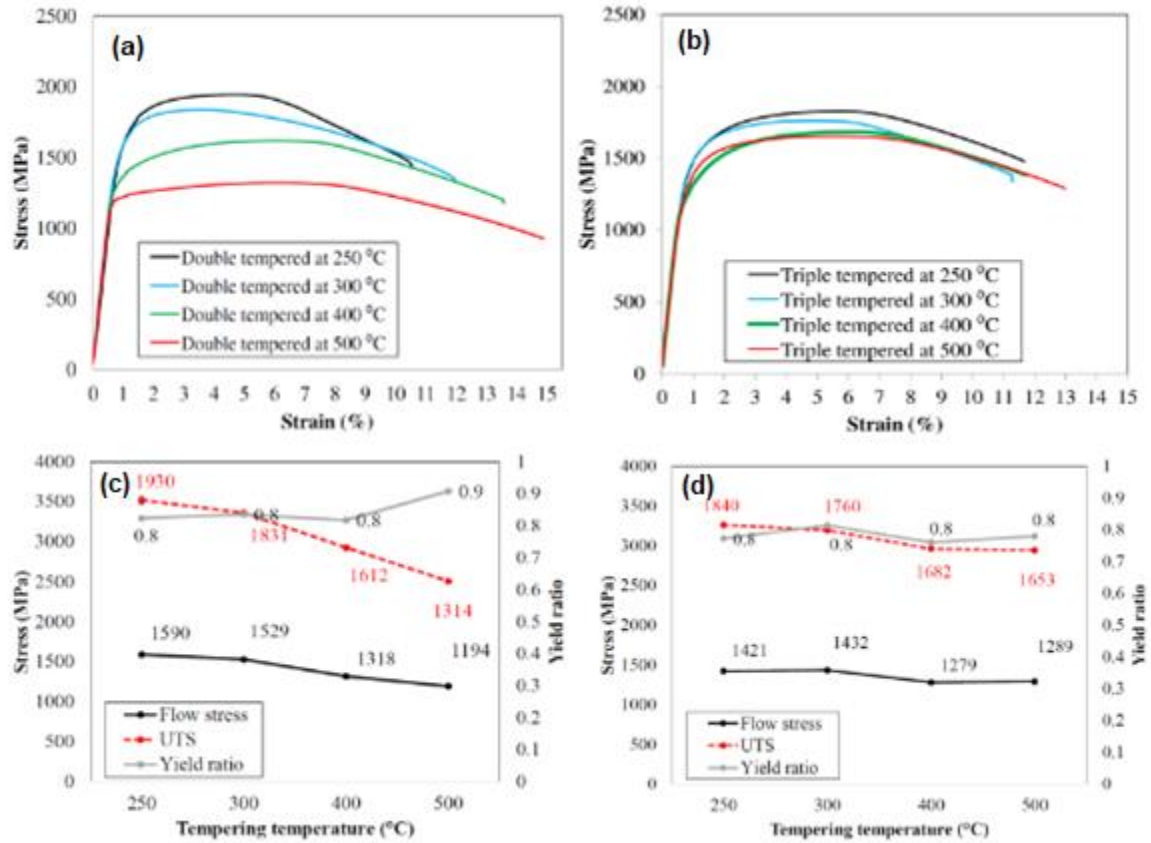 (a)
2500
2000
1500
1000
500
0
Stress (MPa)
Double tempered at 250 ⁰C
Double tempered at 300 ⁰C
Double tempered at 400 ⁰C
Double tempered at 500 ⁰C
0 1 2 3 4 5 6 7 8 9 10 11 12 13 14 15
Strain (%)
(b)
2500
2000
1500
1000
500
0
Stress (MPa)
Triple tempered at 250 ⁰C
Triple tempered at 300 ⁰C
Triple tempered at 400 ⁰C
Triple tempered at 500 ⁰C
0 1 2 3 4 5 6 7 8 9 10 11 12 13 14 15
Strain (%)
(c)
4000
3500
3000
2500
2000
1500
1000
500
0
Stress (MPa)
1930
1831
1612
1314
0.8
0.8
0.8
0.9
1590
1529
1318
1194
Flow stress
UTS
Yield ratio
1
0.9
0.8
0.7
0.6
0.5
0.4
0.3
0.2
0.1
0
Yield ratio
250 300 400 500
Tempering temperature (⁰C)
(d)
4000
3500
3000
2500
2000
1500
1000
500
0
Stress (MPa)
1840
1760
1682
1653
0.8
0.8
0.8
0.8
1421
1432
1279
1289
Flow stress
UTS
Yield ratio
1
0.9
0.8
0.7
0.6
0.5
0.4
0.3
0.2
0.1
0
Yield ratio
250 300 400 500
Tempering temperature (⁰C)